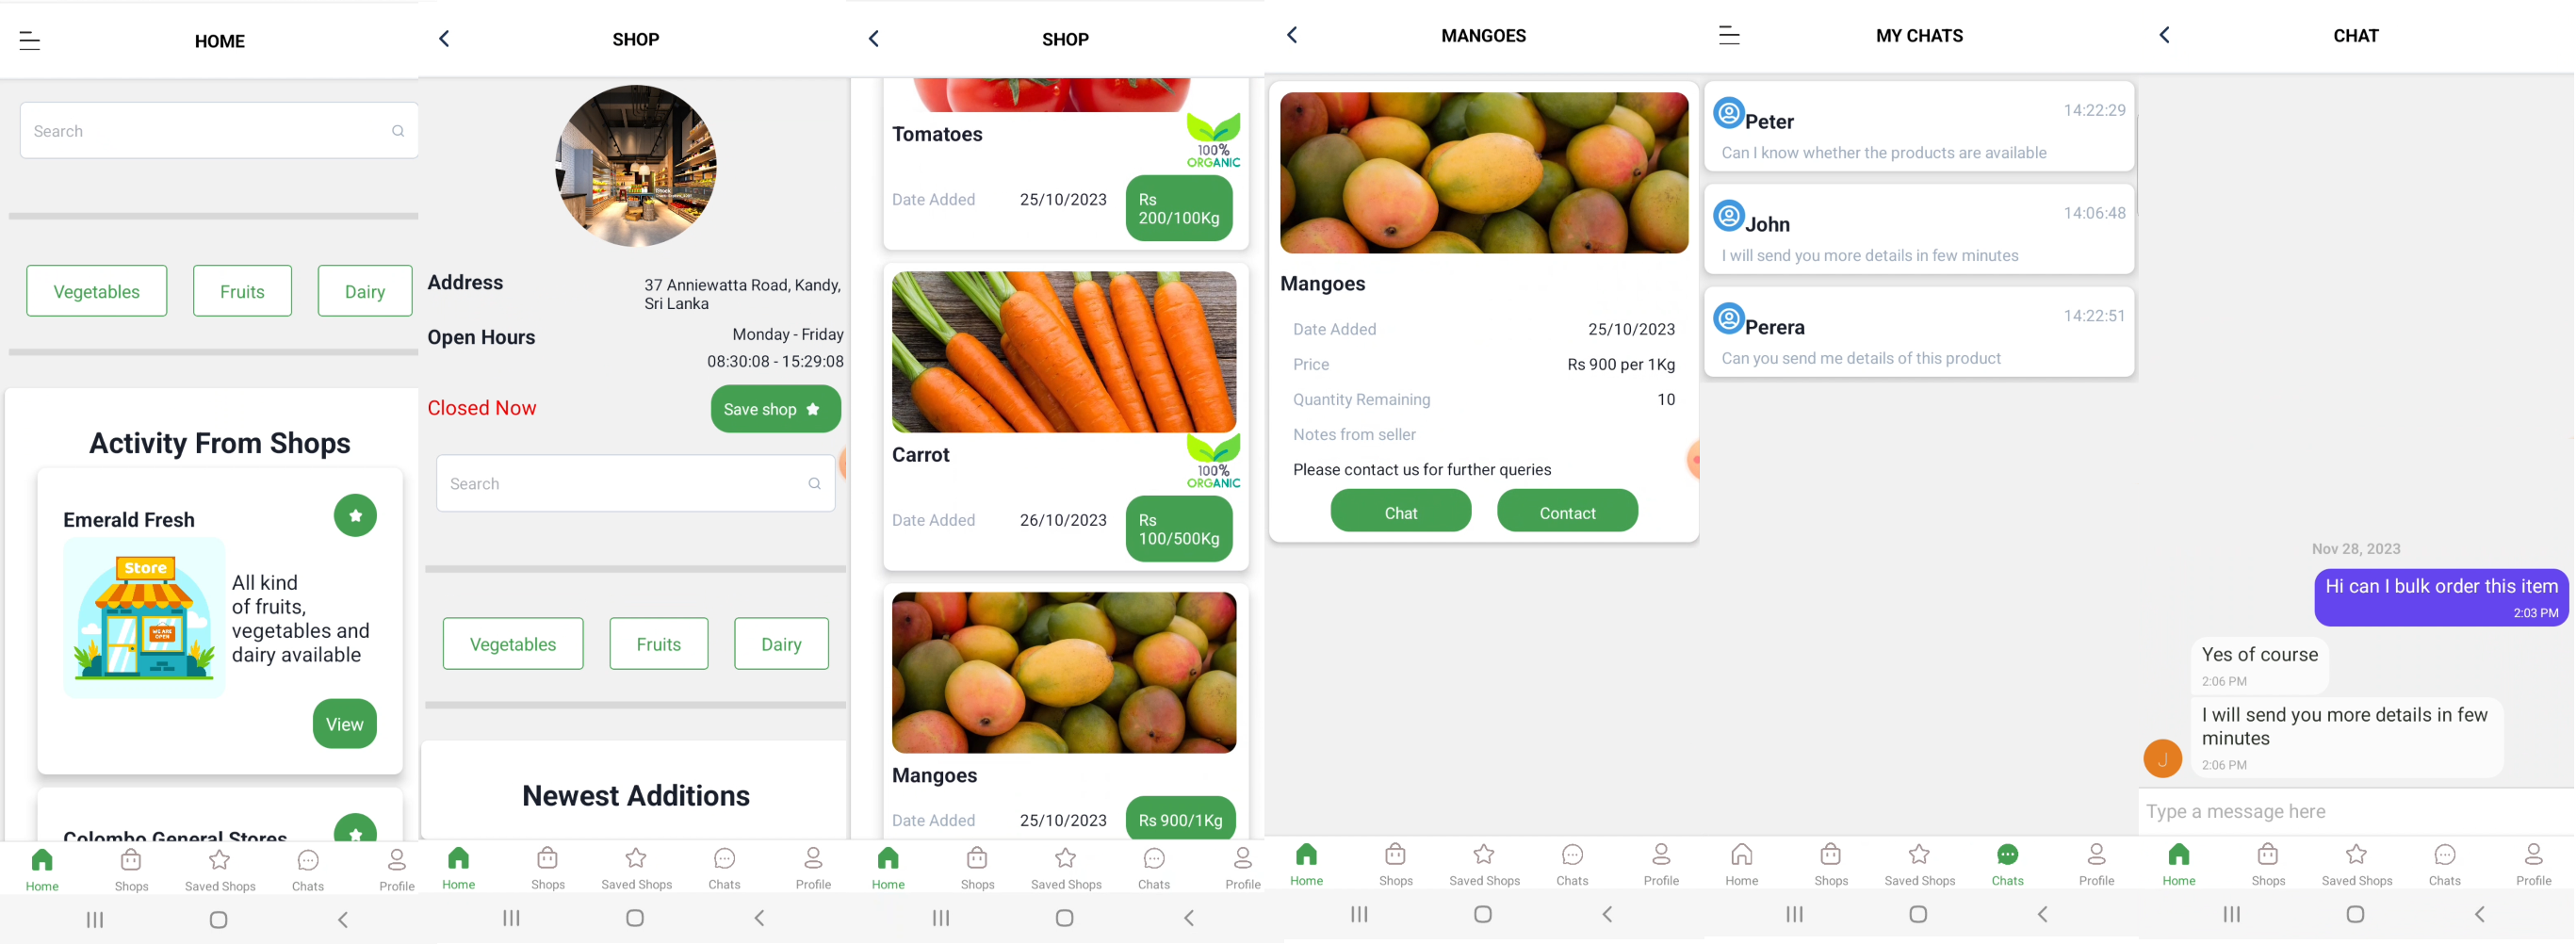 HOME
Search
Vegetables
Fruits
Dairy
Activity From Shops
Emerald Fresh
Store
WE ARE
OPEN
All kind
of fruits,
vegetables and
dairy available
View
Colombo General Stores
Home
Shops
Saved Shops
Chats
Profile
SHOP
Address
37 Anniewatta Road, Kandy,
Sri Lanka
Open Hours
Monday - Friday
08:30:08 - 15:29:08
Closed Now
Save shop
Search
Vegetables
Fruits
Dairy
Newest Additions
Home
Shops
Saved Shops
Chats
Profile
SHOP
Tomatoes
100%
ORGANIC
Date Added
25/10/2023
Rs
200/100Kg
Carrot
100%
ORGANIC
Date Added
26/10/2023
Rs
100/500Kg
Mangoes
Date Added
25/10/2023
Rs 900/1Kg
Home
Shops
Saved Shops
Chats
Profile
MANGOES
Mangoes
Date Added
25/10/2023
Price
Rs 900 per 1Kg
Quantity Remaining
10
Notes from seller
Please contact us for further queries
Chat
Contact
Home
Shops
Saved Shops
Chats
Profile
MY CHATS
Peter
14:22:29
Can I know whether the products are available
John
14:06:48
I will send you more details in few minutes
Perera
14:22:51
Can you send me details of this product
Home
Shops
Saved Shops
Chats
Profile
CHAT
Nov 28, 2023
Hi can I bulk order this item
2:03 PM
Yes of course
2:06 PM
I will send you more details in few
minutes
2:06 PM
J
Type a message here
Home
Shops
Saved Shops
Chats
Profile